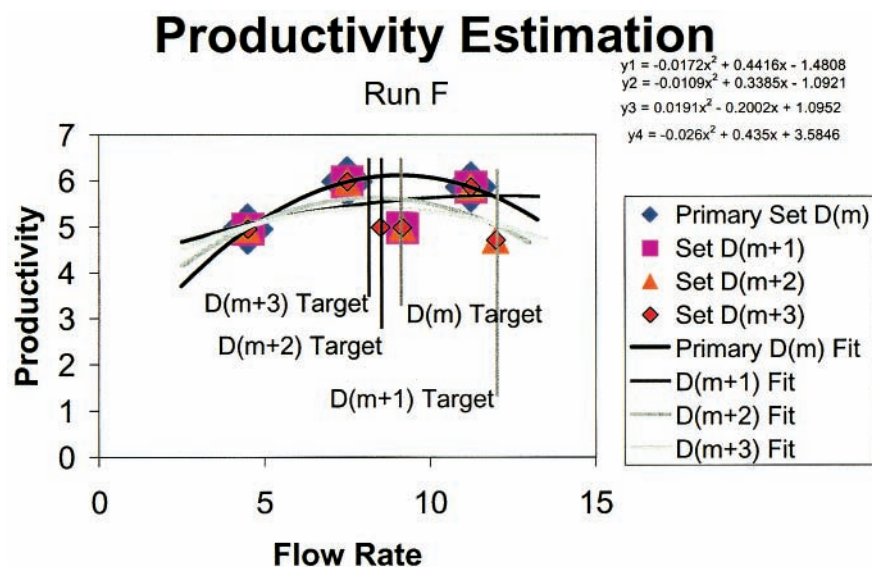 Productivity Estimation
y1 = -0.0172x² + 0.4416x - 1.4808
y2 = -0.0109x² + 0.3385x - 1.0921
y3 = 0.0191x² - 0.2002x + 1.0952
y4 = -0.026x² + 0.435x + 3.5846
Run F
7
6
5
4
3
2
1
0
Productivity
D(m+3) Target
D(m) Target
D(m+2) Target
D(m+1) Target
0
5
10
15
Flow Rate
Primary Set D(m)
Set D(m+1)
Set D(m+2)
Set D(m+3)
Primary D(m) Fit
D(m+1) Fit
D(m+2) Fit
D(m+3) Fit